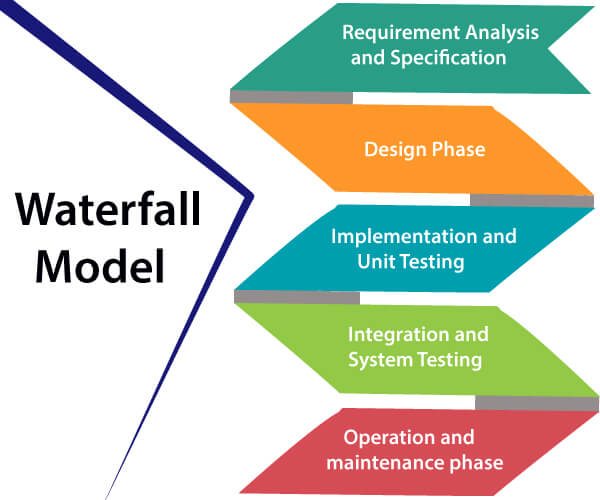 Waterfall
Model
Requirement Analysis
and Specification
Design Phase
Implementation and
Unit Testing
Integration and
System Testing
Operation and
maintenance phase